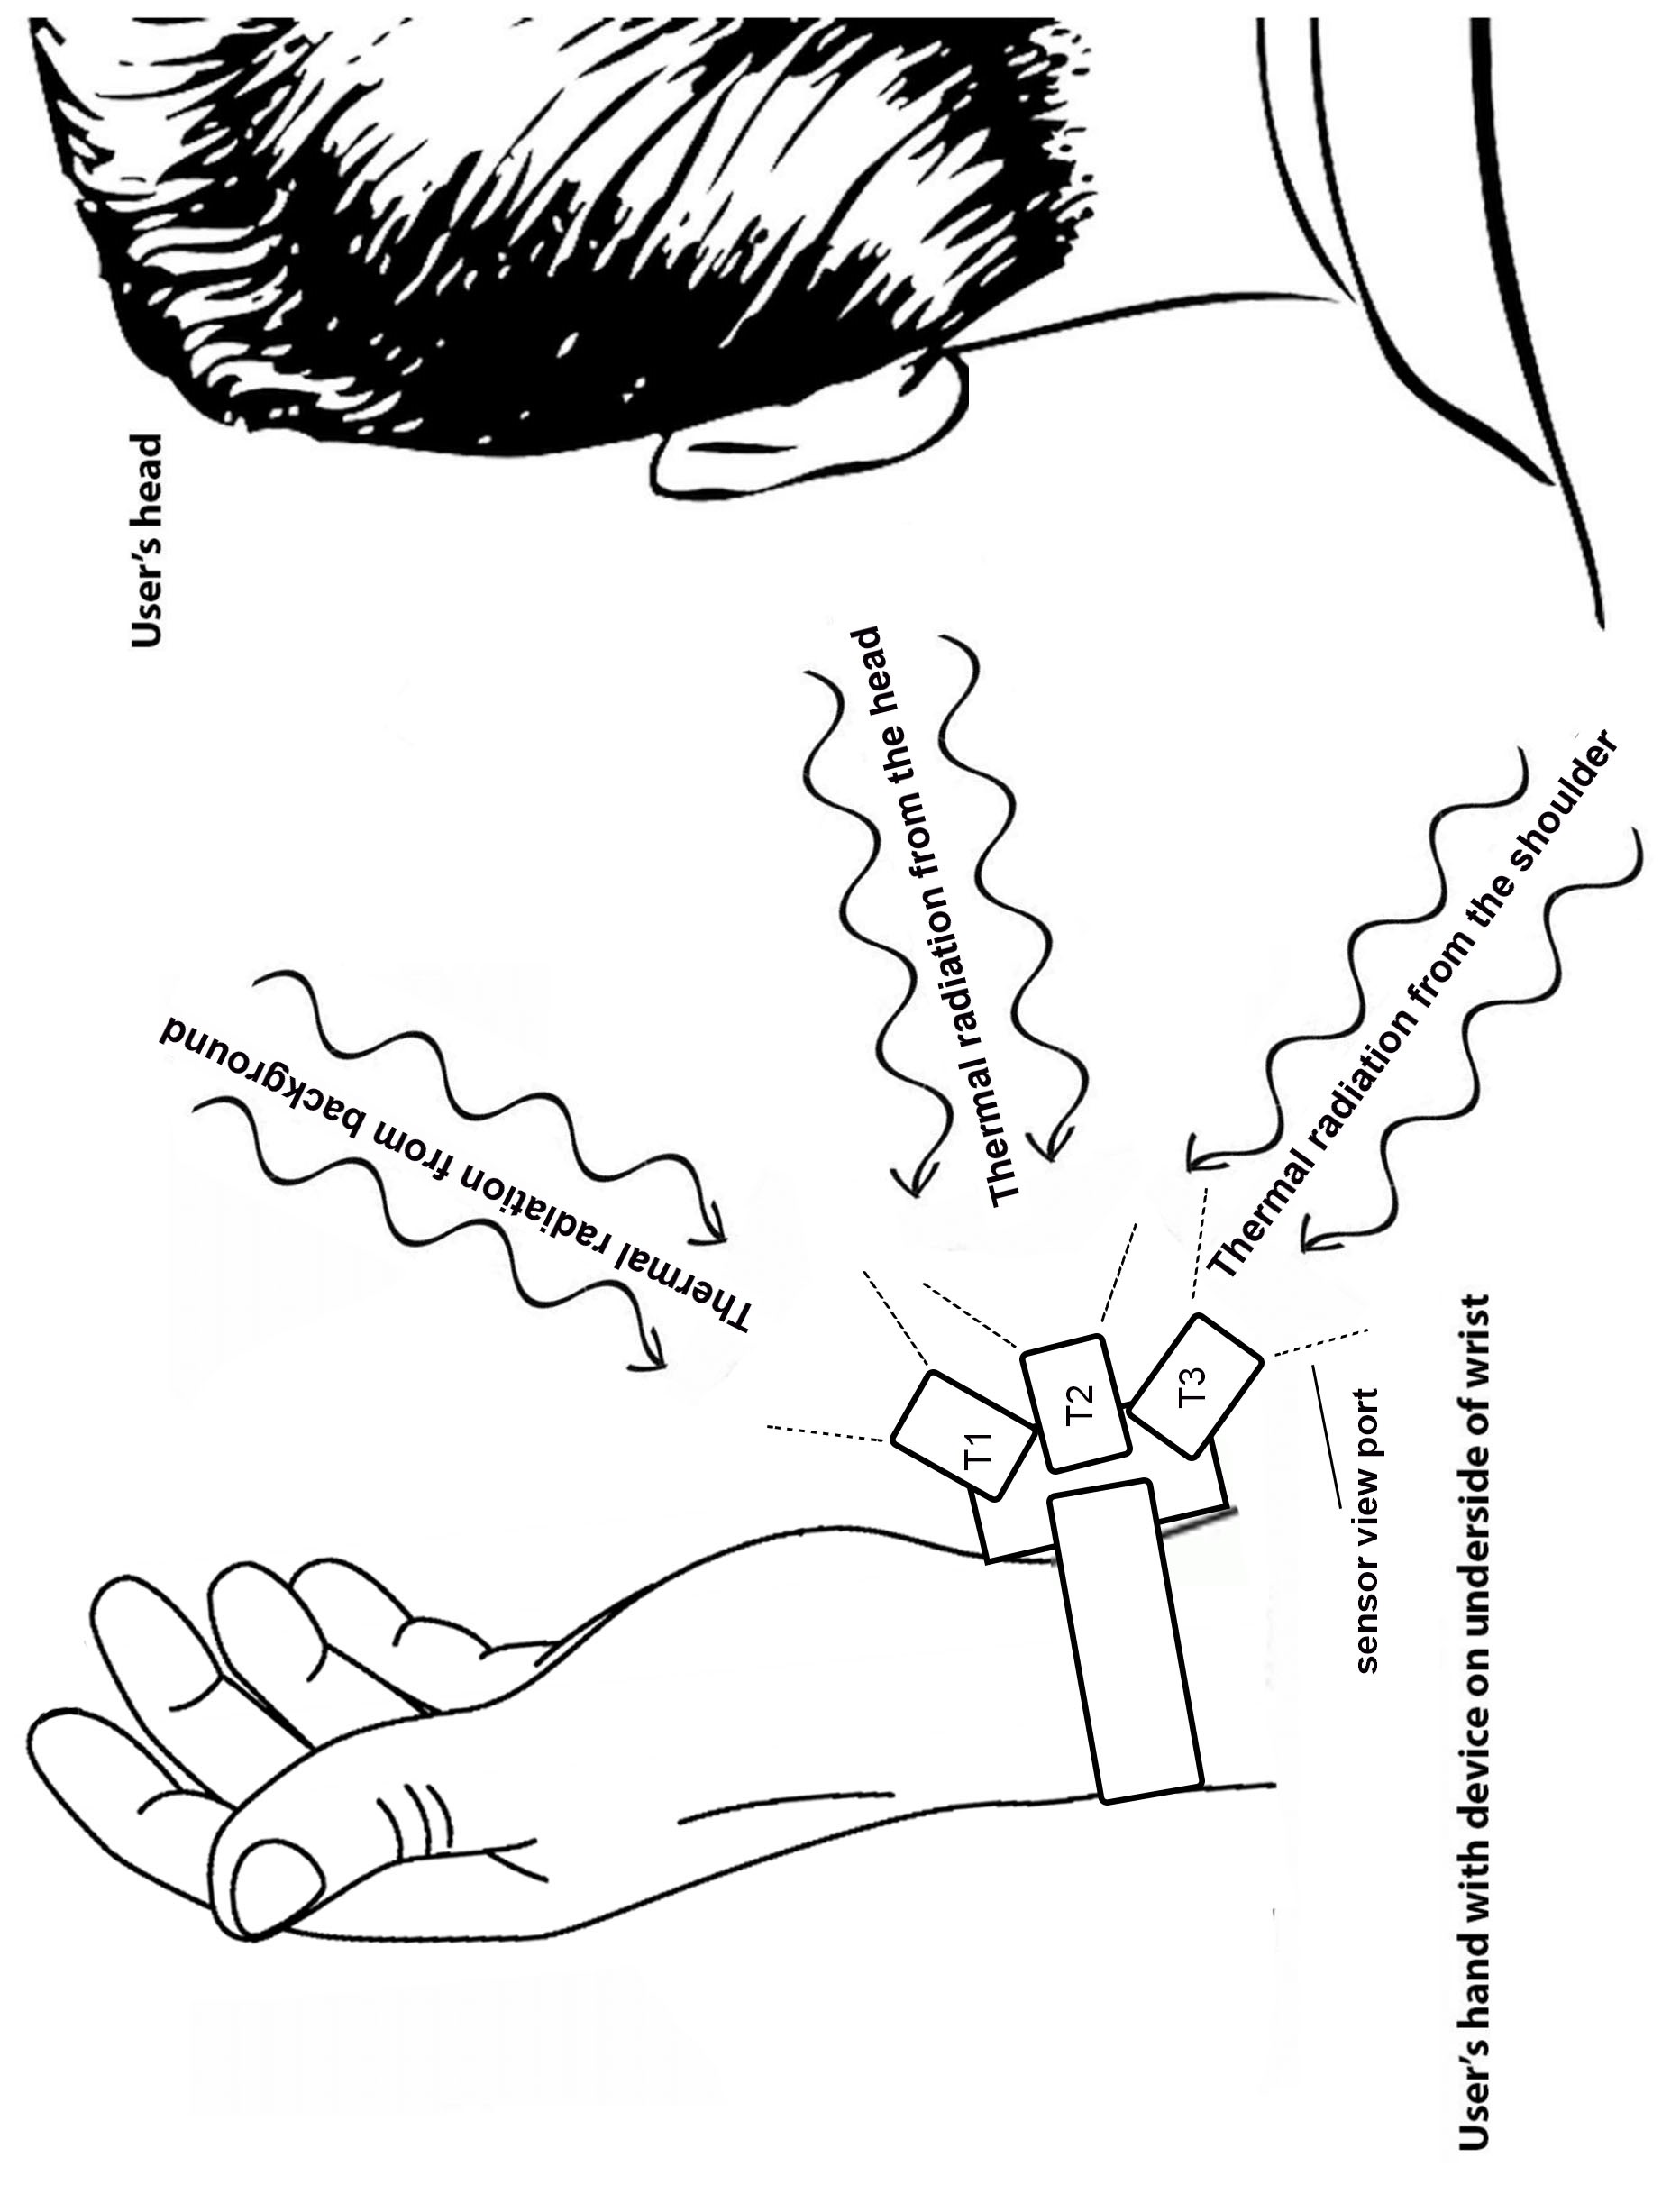 User's head
Thermal radiation from background
Thermal radiation from the head
Thermal radiation from the shoulder
T1
T2
T3
sensor view port
User's hand with device on underside of wrist